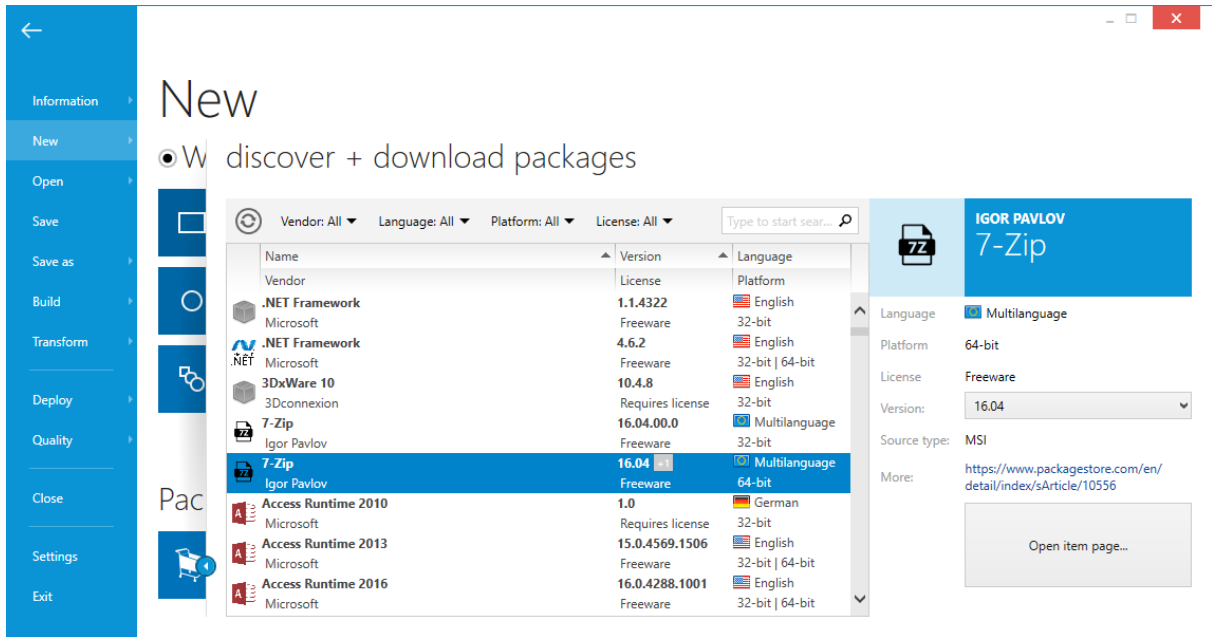 Information
New
Open
Save
Save as
Build
Transform
Deploy
Quality
Close
Settings
Exit
New
W
Pac
discover + download packages
Vendor: All Language: All Platform: All License: All Type to start sear...
Name Version Language
Vendor License Platform
.NET Framework 1.1.4322 English
Microsoft Freeware 32-bit
.NET Framework 4.6.2 English
.NET Microsoft Freeware 32-bit | 64-bit
3DxWare 10 10.4.8 English
3Dconnexion Requires license 32-bit
7-Zip 16.04.00.0 Multilanguage
7Z Igor Pavlov Freeware 32-bit
7-Zip 16.04 +1 Multilanguage
7Z Igor Pavlov Freeware 64-bit
Access Runtime 2010 1.0 German
A Microsoft Requires license 32-bit
Access Runtime 2013 15.0.4569.1506 English
A Microsoft Freeware 32-bit | 64-bit
Access Runtime 2016 16.0.4288.1001 English
A Microsoft Freeware 32-bit | 64-bit
7Z
IGOR PAVLOV
7-Zip
Language Multilanguage
Platform 64-bit
License Freeware
Version: 16.04
Source type: MSI
More: https://www.packagestore.com/en/
detail/index/sArticle/10556
Open item page...